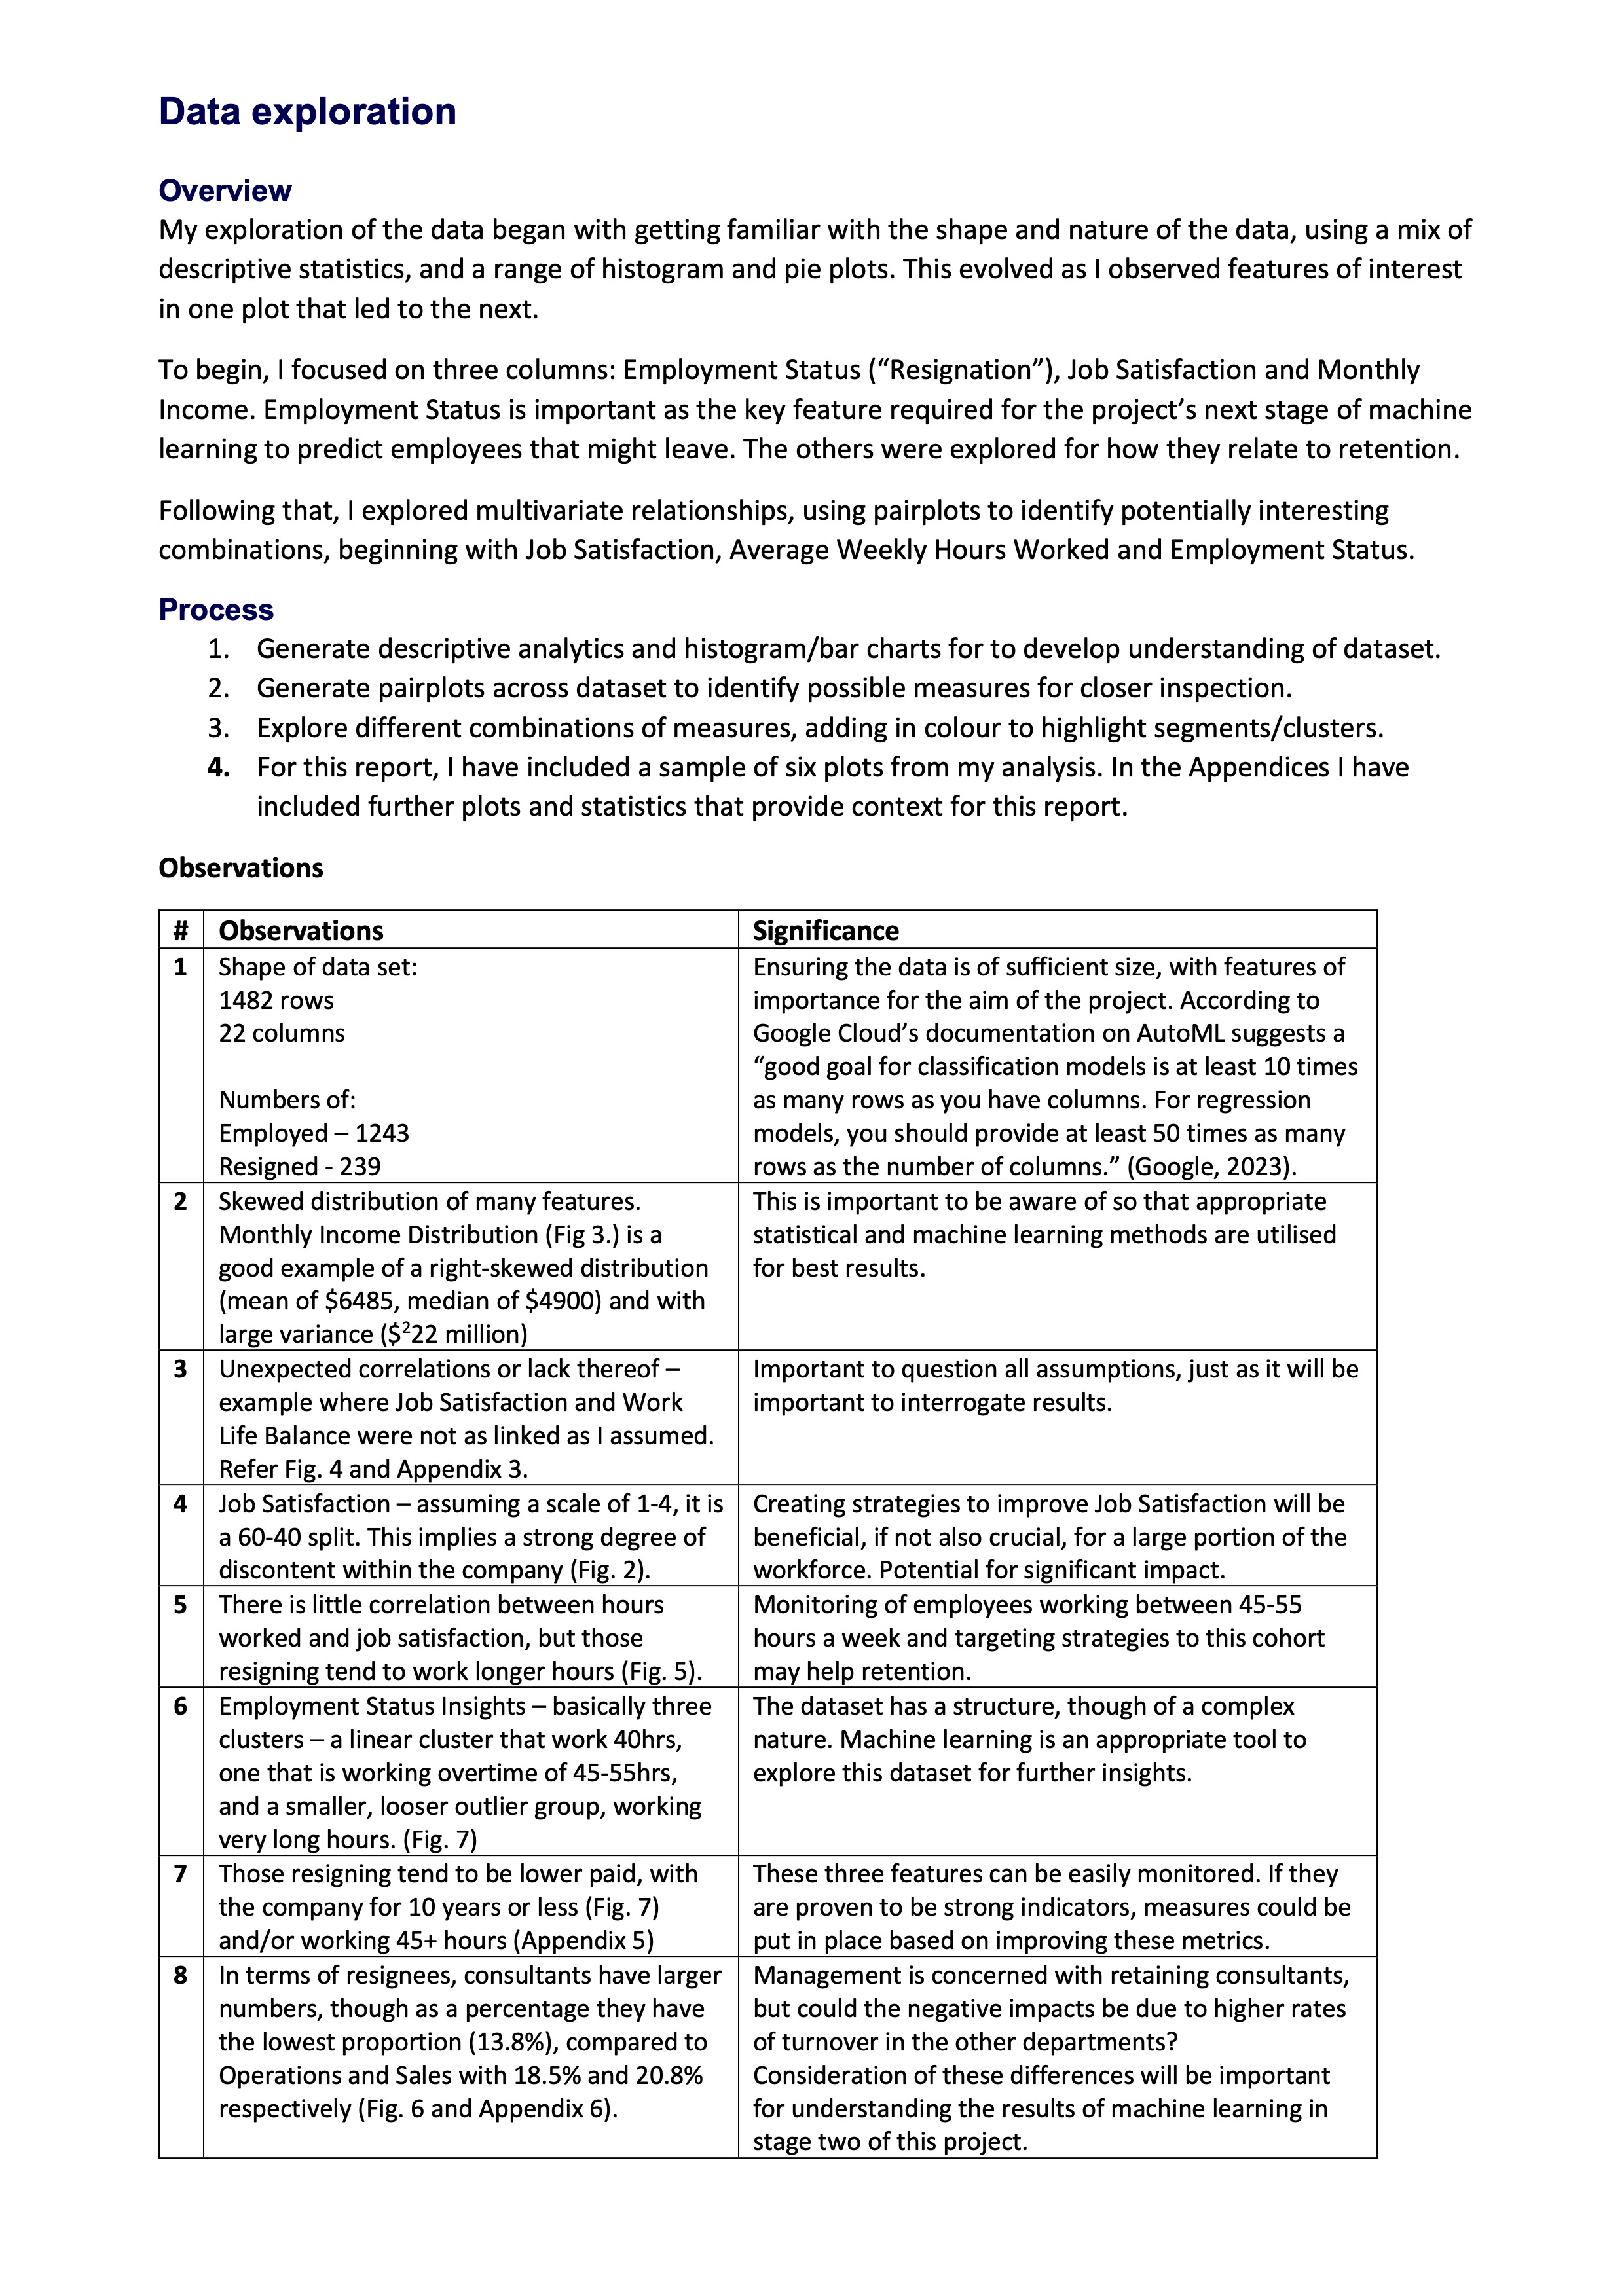 Data exploration
Overview
My exploration of the data began with getting familiar with the shape and nature of the data, using a mix of
descriptive statistics, and a range of histogram and pie plots. This evolved as I observed features of interest
in one plot that led to the next.
To begin, I focused on three columns: Employment Status (“Resignation”), Job Satisfaction and Monthly
Income. Employment Status is important as the key feature required for the project’s next stage of machine
learning to predict employees that might leave. The others were explored for how they relate to retention.
Following that, I explored multivariate relationships, using pairplots to identify potentially interesting
combinations, beginning with Job Satisfaction, Average Weekly Hours Worked and Employment Status.
Process
1. Generate descriptive analytics and histogram/bar charts for to develop understanding of dataset.
2. Generate pairplots across dataset to identify possible measures for closer inspection.
3. Explore different combinations of measures, adding in colour to highlight segments/clusters.
4. For this report, I have included a sample of six plots from my analysis. In the Appendices I have
included further plots and statistics that provide context for this report.
Observations
# Observations Significance
1 Shape of data set:
1482 rows
22 columns
Numbers of:
Employed – 1243
Resigned - 239
Ensuring the data is of sufficient size, with features of
importance for the aim of the project. According to
Google Cloud’s documentation on AutoML suggests a
“good goal for classification models is at least 10 times
as many rows as you have columns. For regression
models, you should provide at least 50 times as many
rows as the number of columns.” (Google, 2023).
2 Skewed distribution of many features.
Monthly Income Distribution (Fig 3.) is a
good example of a right-skewed distribution
(mean of $6485, median of $4900) and with
large variance ($²22 million)
This is important to be aware of so that appropriate
statistical and machine learning methods are utilised
for best results.
3 Unexpected correlations or lack thereof –
example where Job Satisfaction and Work
Life Balance were not as linked as I assumed.
Refer Fig. 4 and Appendix 3.
Important to question all assumptions, just as it will be
important to interrogate results.
4 Job Satisfaction – assuming a scale of 1-4, it is
a 60-40 split. This implies a strong degree of
discontent within the company (Fig. 2).
Creating strategies to improve Job Satisfaction will be
beneficial, if not also crucial, for a large portion of the
workforce. Potential for significant impact.
5 There is little correlation between hours
worked and job satisfaction, but those
resigning tend to work longer hours (Fig. 5).
Monitoring of employees working between 45-55
hours a week and targeting strategies to this cohort
may help retention.
6 Employment Status Insights – basically three
clusters – a linear cluster that work 40hrs,
one that is working overtime of 45-55hrs,
and a smaller, looser outlier group, working
very long hours. (Fig. 7)
The dataset has a structure, though of a complex
nature. Machine learning is an appropriate tool to
explore this dataset for further insights.
7 Those resigning tend to be lower paid, with
the company for 10 years or less (Fig. 7)
and/or working 45+ hours (Appendix 5)
These three features can be easily monitored. If they
are proven to be strong indicators, measures could be
put in place based on improving these metrics.
8 In terms of resignees, consultants have larger
numbers, though as a percentage they have
the lowest proportion (13.8%), compared to
Operations and Sales with 18.5% and 20.8%
respectively (Fig. 6 and Appendix 6).
Management is concerned with retaining consultants,
but could the negative impacts be due to higher rates
of turnover in the other departments?
Consideration of these differences will be important
for understanding the results of machine learning in
stage two of this project.